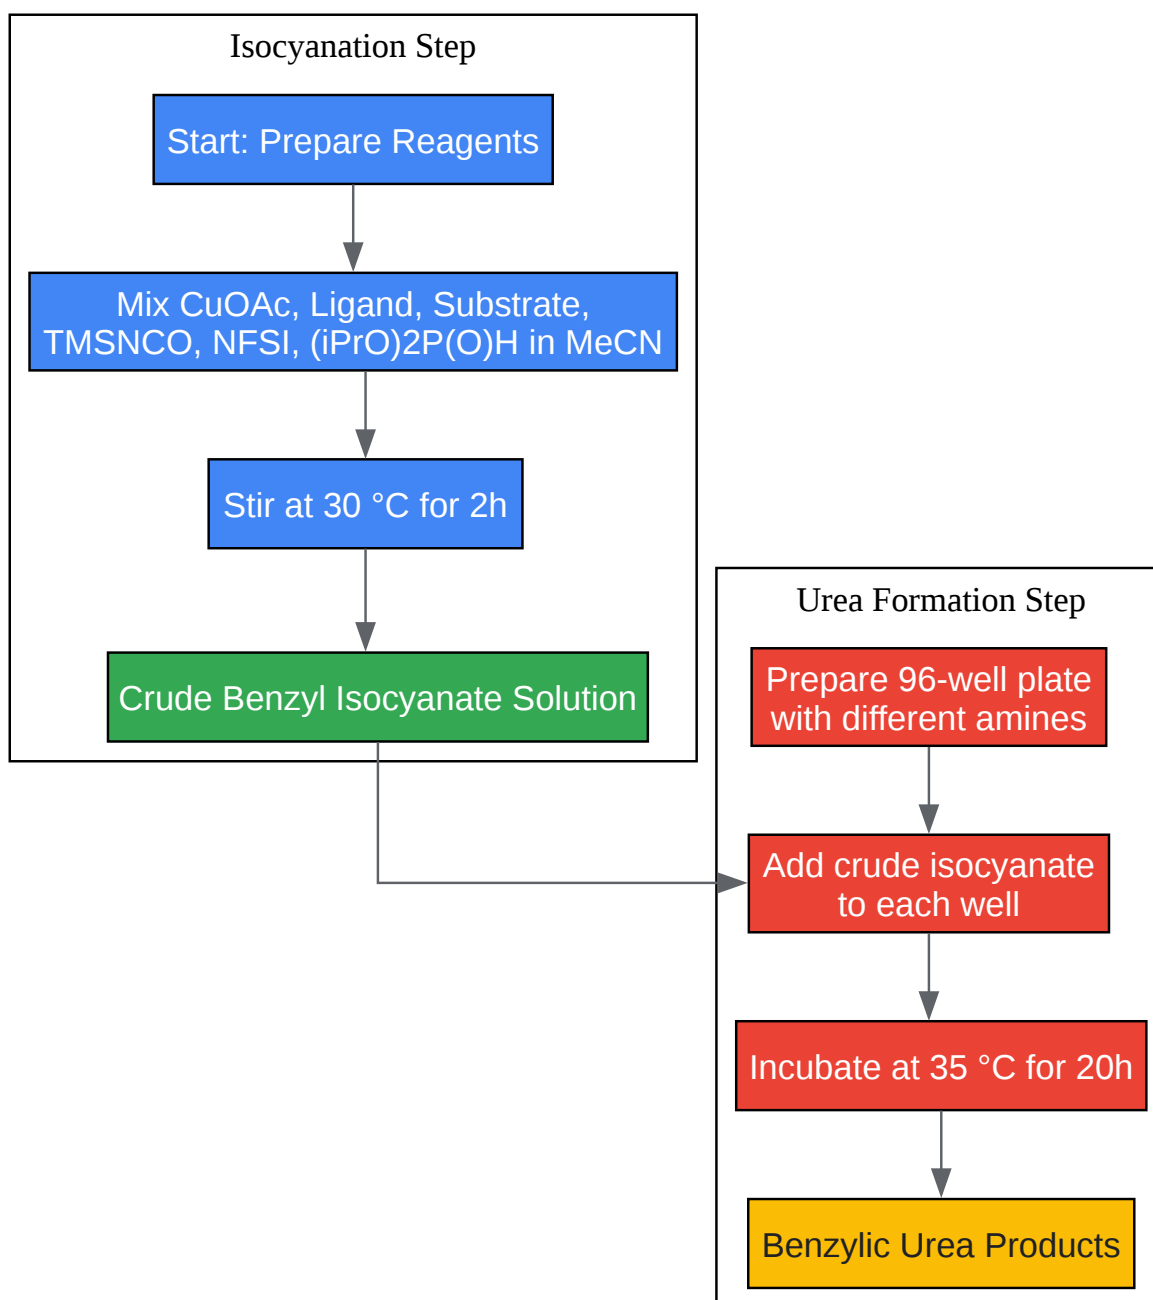 Isocyanation Step
Start: Prepare Reagents
Mix CuOAc, Ligand, Substrate,
TMSNCO, NFSI, (iPrO)2P(O)H in MeCN
Stir at 30 °C for 2h
Crude Benzyl Isocyanate Solution
Urea Formation Step
Prepare 96-well plate
with different amines
Add crude isocyanate
to each well
Incubate at 35 °C for 20h
Benzylic Urea Products